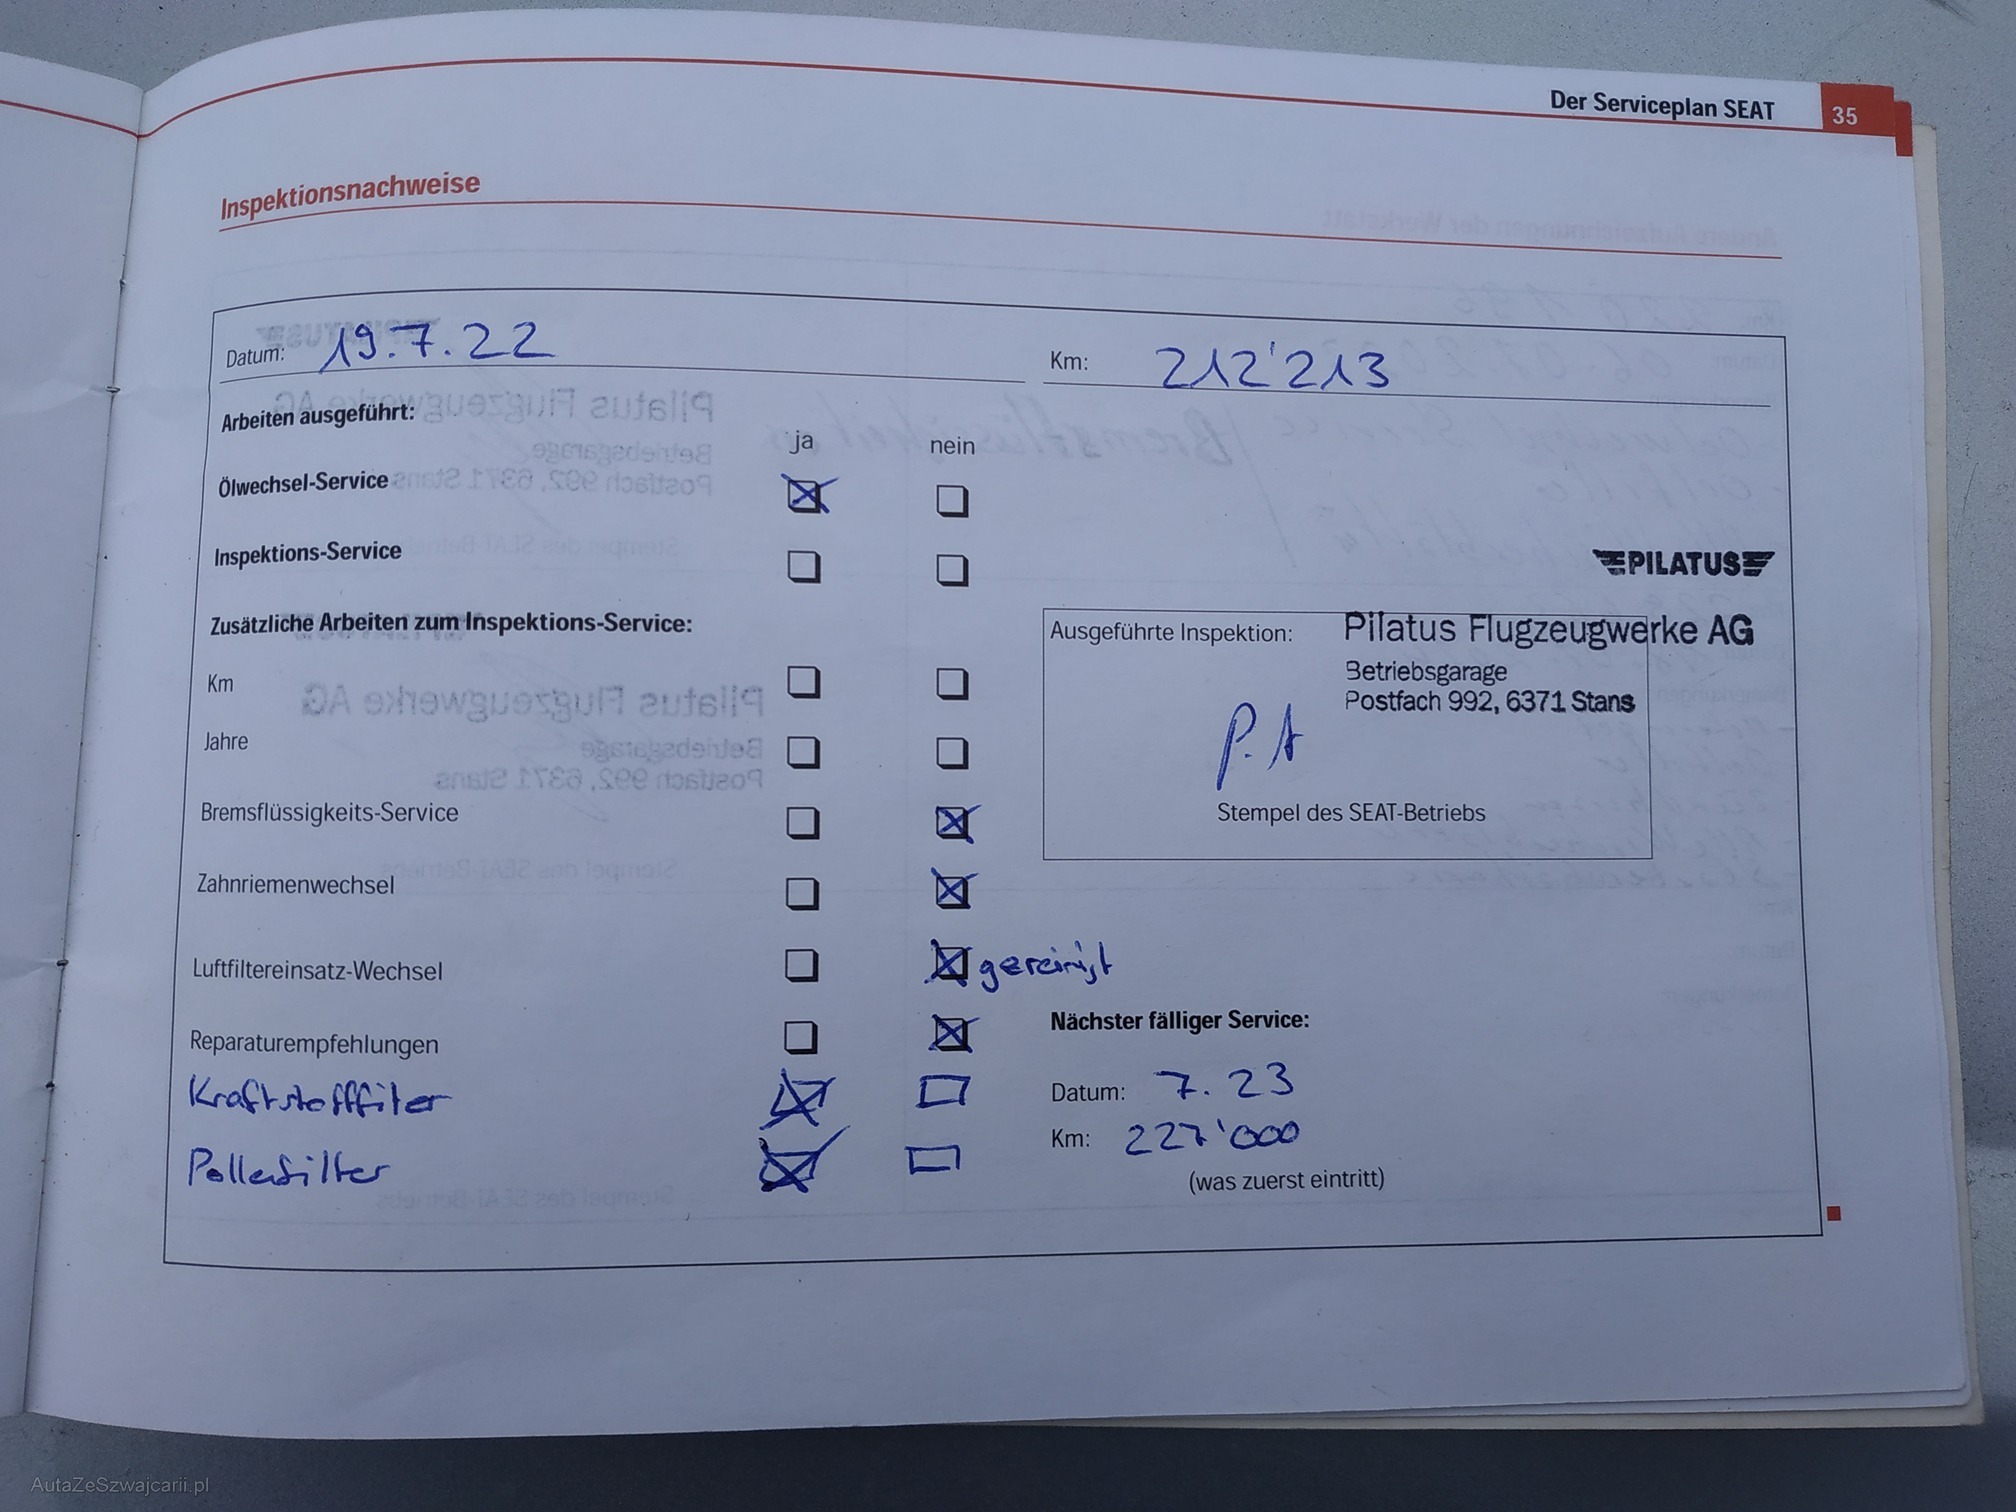 Der Serviceplan SEAT 35
Inspektionsnachweise
Datum: 19.7.22 Km: 212'213
Arbeiten ausgeführt:
ja nein
Ölwechsel-Service
Inspektions-Service
PILATUS
Zusätzliche Arbeiten zum Inspektions-Service:
Ausgeführte Inspektion: Pilatus Flugzeugwerke AG
Betriebsgarage
Postfach 992, 6371 Stans
Km
Jahre
P.A
Bremsflüssigkeits-Service
Stempel des SEAT-Betriebs
Zahnriemenwechsel
Luftfiltereinsatz-Wechsel gereinigt
Reparaturempfehlungen
Nächster fälliger Service:
Kraftstofffilter
Datum: 7.23
Km: 227'000
Pollenfilter
(was zuerst eintritt)
AutaZeSzwajcarii.pl